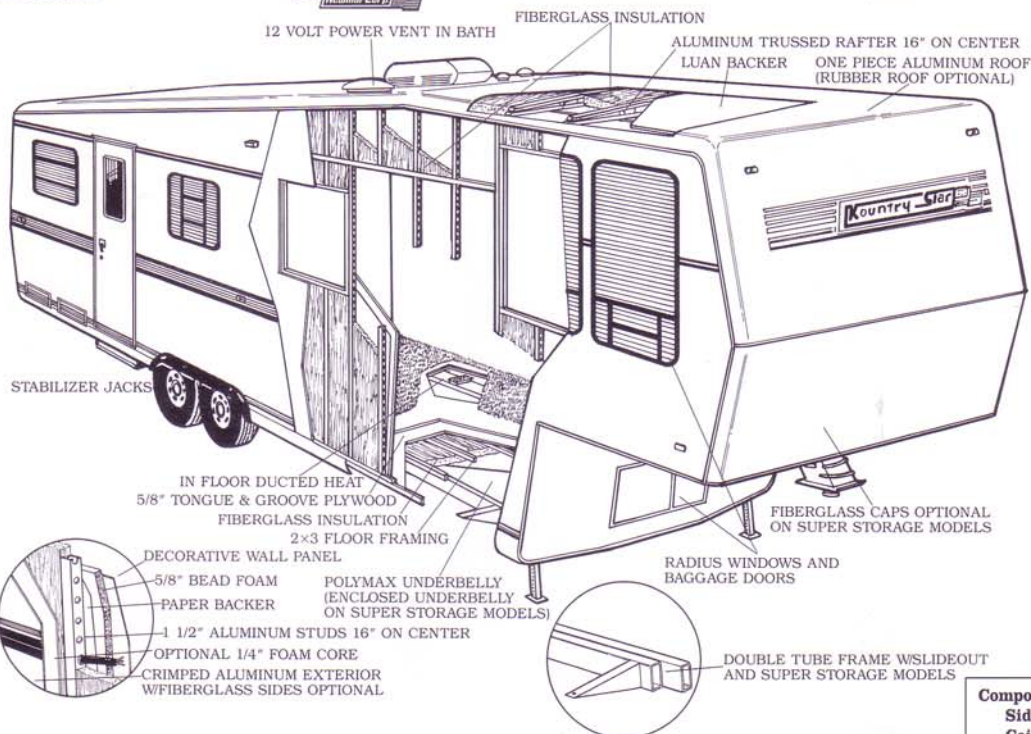 Newmar Corp.
FIBERGLASS INSULATION
12 VOLT POWER VENT IN BATH
ALUMINUM TRUSSED RAFTER 16" ON CENTER
LUAN BACKER
ONE PIECE ALUMINUM ROOF
(RUBBER ROOF OPTIONAL)
Kountry Star
STABILIZER JACKS
IN FLOOR DUCTED HEAT
5/8" TONGUE & GROOVE PLYWOOD
FIBERGLASS INSULATION
2×3 FLOOR FRAMING
FIBERGLASS CAPS OPTIONAL
ON SUPER STORAGE MODELS
RADIUS WINDOWS AND
BAGGAGE DOORS
DECORATIVE WALL PANEL
5/8" BEAD FOAM
PAPER BACKER
1 1/2" ALUMINUM STUDS 16" ON CENTER
OPTIONAL 1/4" FOAM CORE
CRIMPED ALUMINUM EXTERIOR
W/FIBERGLASS SIDES OPTIONAL
POLYMAX UNDERBELLY
(ENCLOSED UNDERBELLY
ON SUPER STORAGE MODELS)
DOUBLE TUBE FRAME W/SLIDEOUT
AND SUPER STORAGE MODELS
Compo
Sid